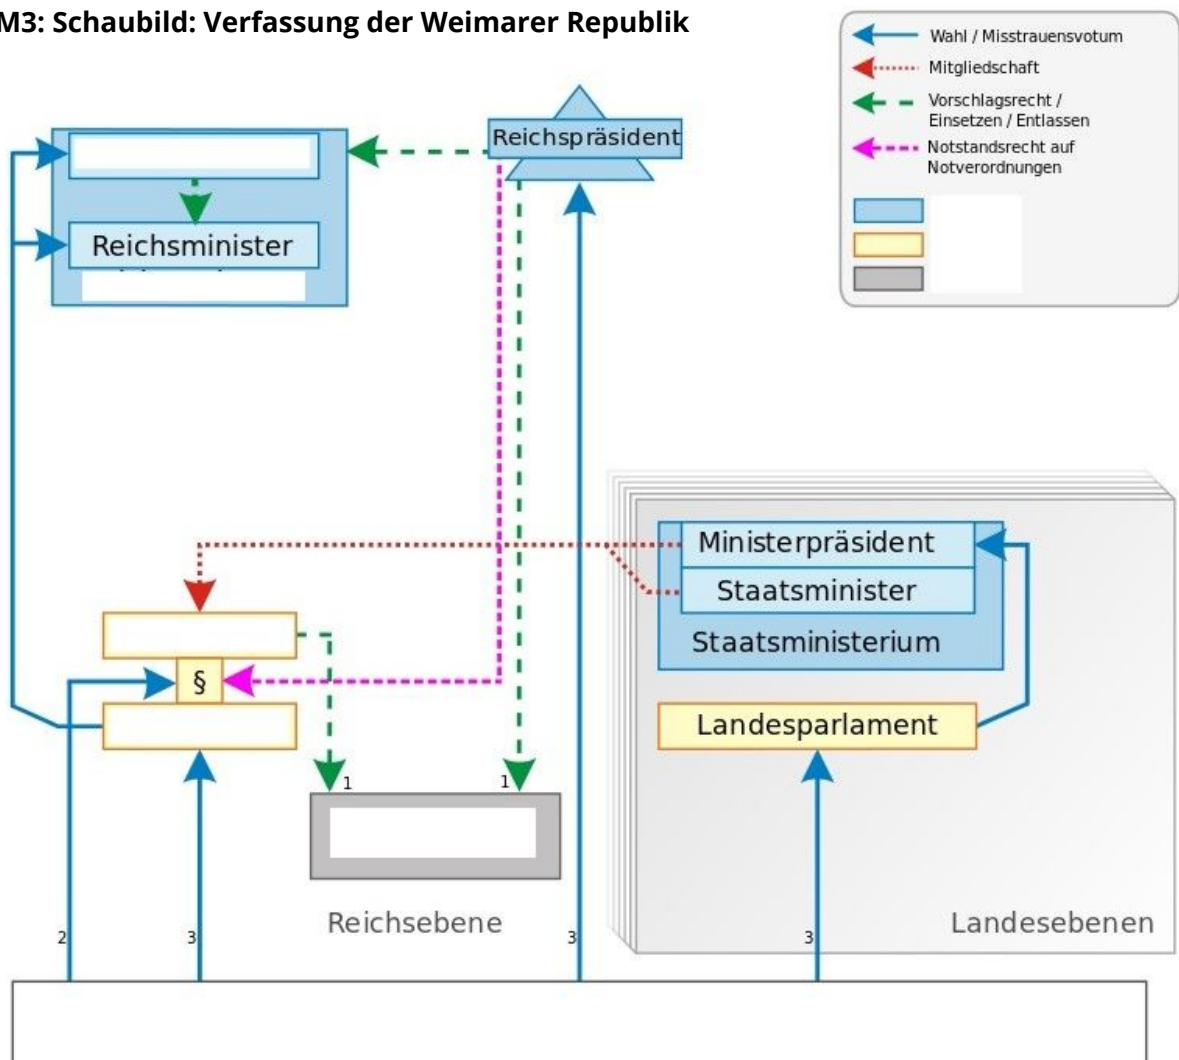 M3: Schaubild: Verfassung der Weimarer Republik
Wahl / Misstrauensvotum
Mitgliedschaft
Vorschlagsrecht /
Einsetzen / Entlassen
Notstandsrecht auf
Notverordnungen
Reichspräsident
Reichsminister
Ministerpräsident
Staatsminister
Staatsministerium
§
Landesparlament
1
1
Reichsebene
Landesebenen
2
3
3
3